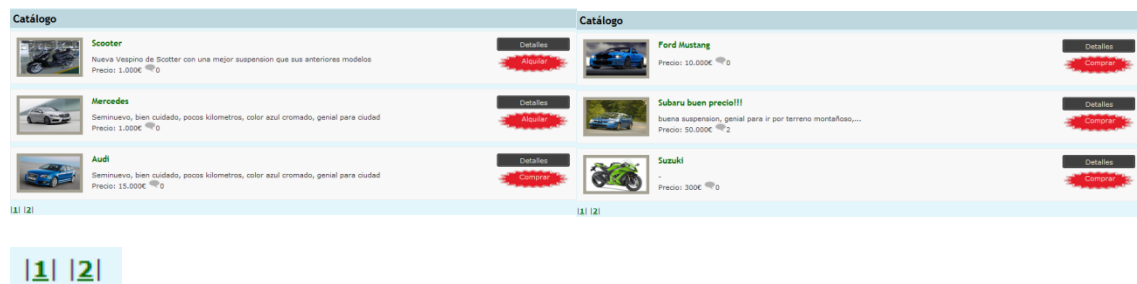 Catálogo
Scooter
Detalles
Nueva Vespino de Scotter con una mejor suspension que sus anteriores modelos
Alquilar
Precio: 1.000€ 0
Mercedes
Detalles
Seminuevo, bien cuidado, pocos kilometros, color azul cromado, genial para ciudad
Alquilar
Precio: 1.000€ 0
Audi
Detalles
Seminuevo, bien cuidado, pocos kilometros, color azul cromado, genial para ciudad
Comprar
Precio: 15.000€ 0
|1| |2|
Catálogo
Ford Mustang
Detalles
Precio: 10.000€ 0
Comprar
Subaru buen precio!!!
Detalles
buena suspension, genial para ir por terreno montañoso,...
Comprar
Precio: 50.000€ 2
Suzuki
Detalles
-
Comprar
Precio: 300€ 0
|1| |2|
|1| |2|